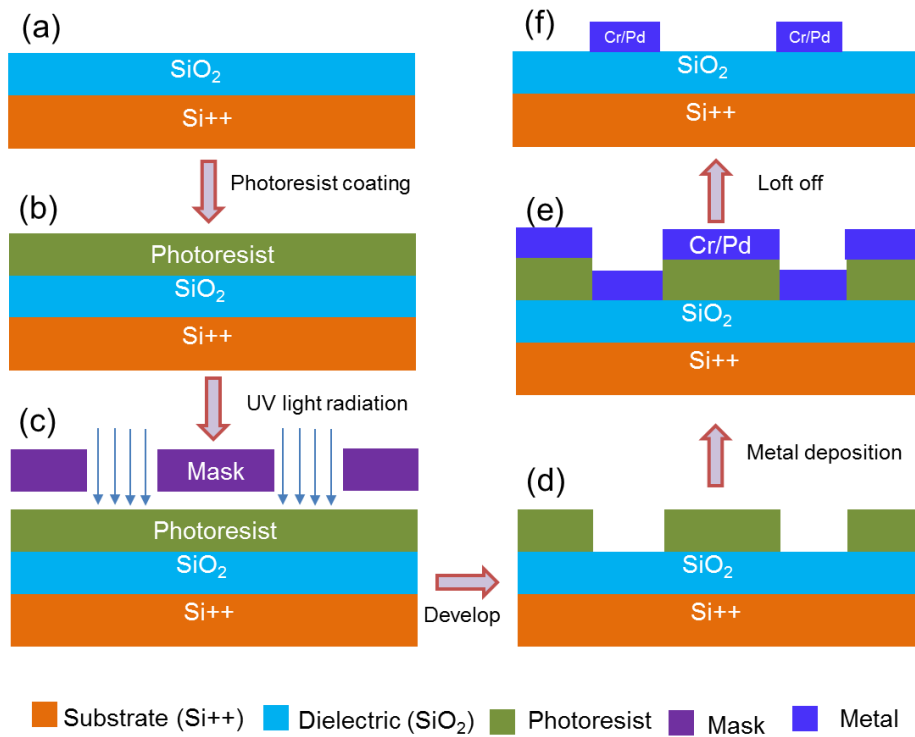 (a)
SiO2
Si++
Photoresist coating
(b)
Photoresist
SiO2
Si++
UV light radiation
(c)
Mask
Photoresist
SiO2
Si++
Develop
(d)
SiO2
Si++
Metal deposition
(e)
Cr/Pd
SiO2
Si++
Loft off
(f)
Cr/Pd Cr/Pd
SiO2
Si++
Substrate (Si++) Dielectric (SiO2) Photoresist Mask Metal